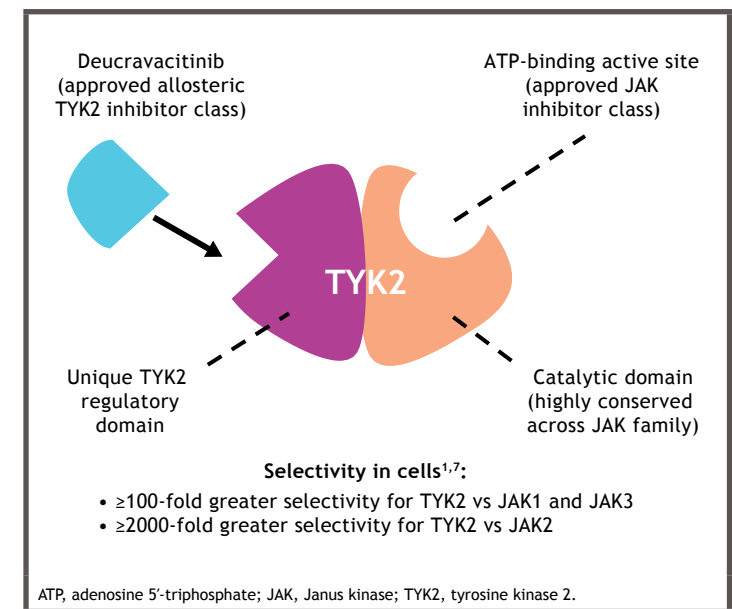 Deucravacitinib
(approved allosteric
TYK2 inhibitor class)
ATP-binding active site
(approved JAK
inhibitor class)
TYK2
Unique TYK2
regulatory
domain
Catalytic domain
(highly conserved
across JAK family)
Selectivity in cells¹,⁷:
• ≥100-fold greater selectivity for TYK2 vs JAK1 and JAK3
• ≥2000-fold greater selectivity for TYK2 vs JAK2
ATP, adenosine 5′-triphosphate; JAK, Janus kinase; TYK2, tyrosine kinase 2.